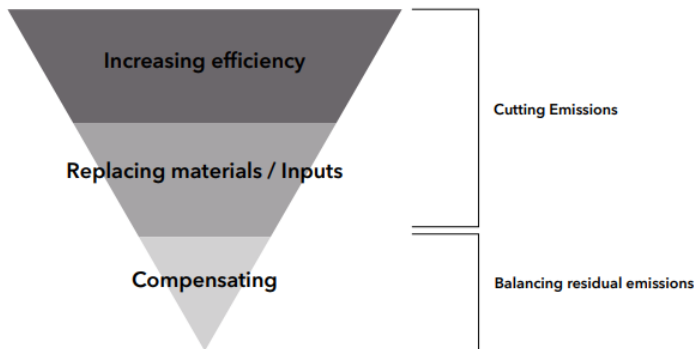 Increasing efficiency
Cutting Emissions
Replacing materials / Inputs
Compensating
Balancing residual emissions